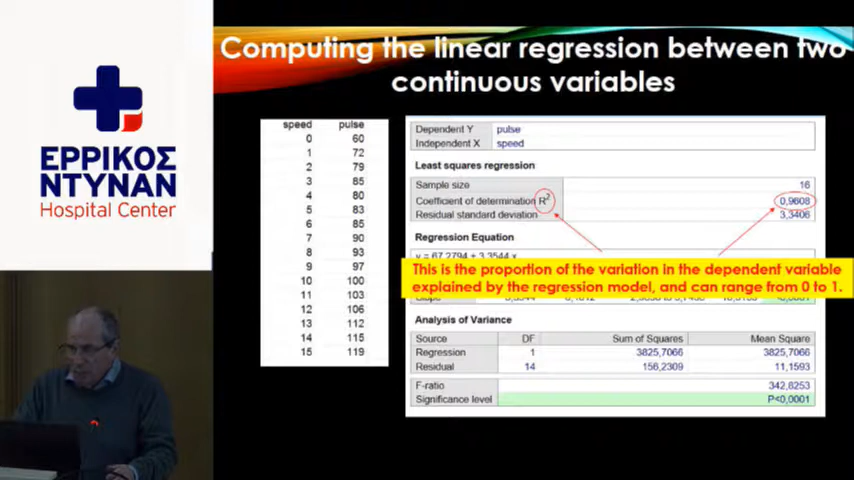 Computing the linear regression between two
continuous variables
ΕΡΡΙΚΟΣ
ΝΤΥΝΑΝ
Hospital Center
speed pulse
0 60
1 72
2 79
3 85
4 80
5 83
6 85
7 90
8 93
9 97
10 100
11 103
12 106
13 112
14 115
15 119
Dependent Y pulse
Independent X speed
Least squares regression
Sample size 16
Coefficient of determination R2 0,9608
Residual standard deviation 3,3406
Regression Equation
y = 67,2794 + 3,3544 x
This is the proportion of the variation in the dependent variable
explained by the regression model, and can range from 0 to 1.
Slope
Analysis of Variance
Source DF Sum of Squares Mean Square
Regression 1 3825,7066 3825,7066
Residual 14 156,2309 11,1593
F-ratio 342,8253
Significance level P<0,0001